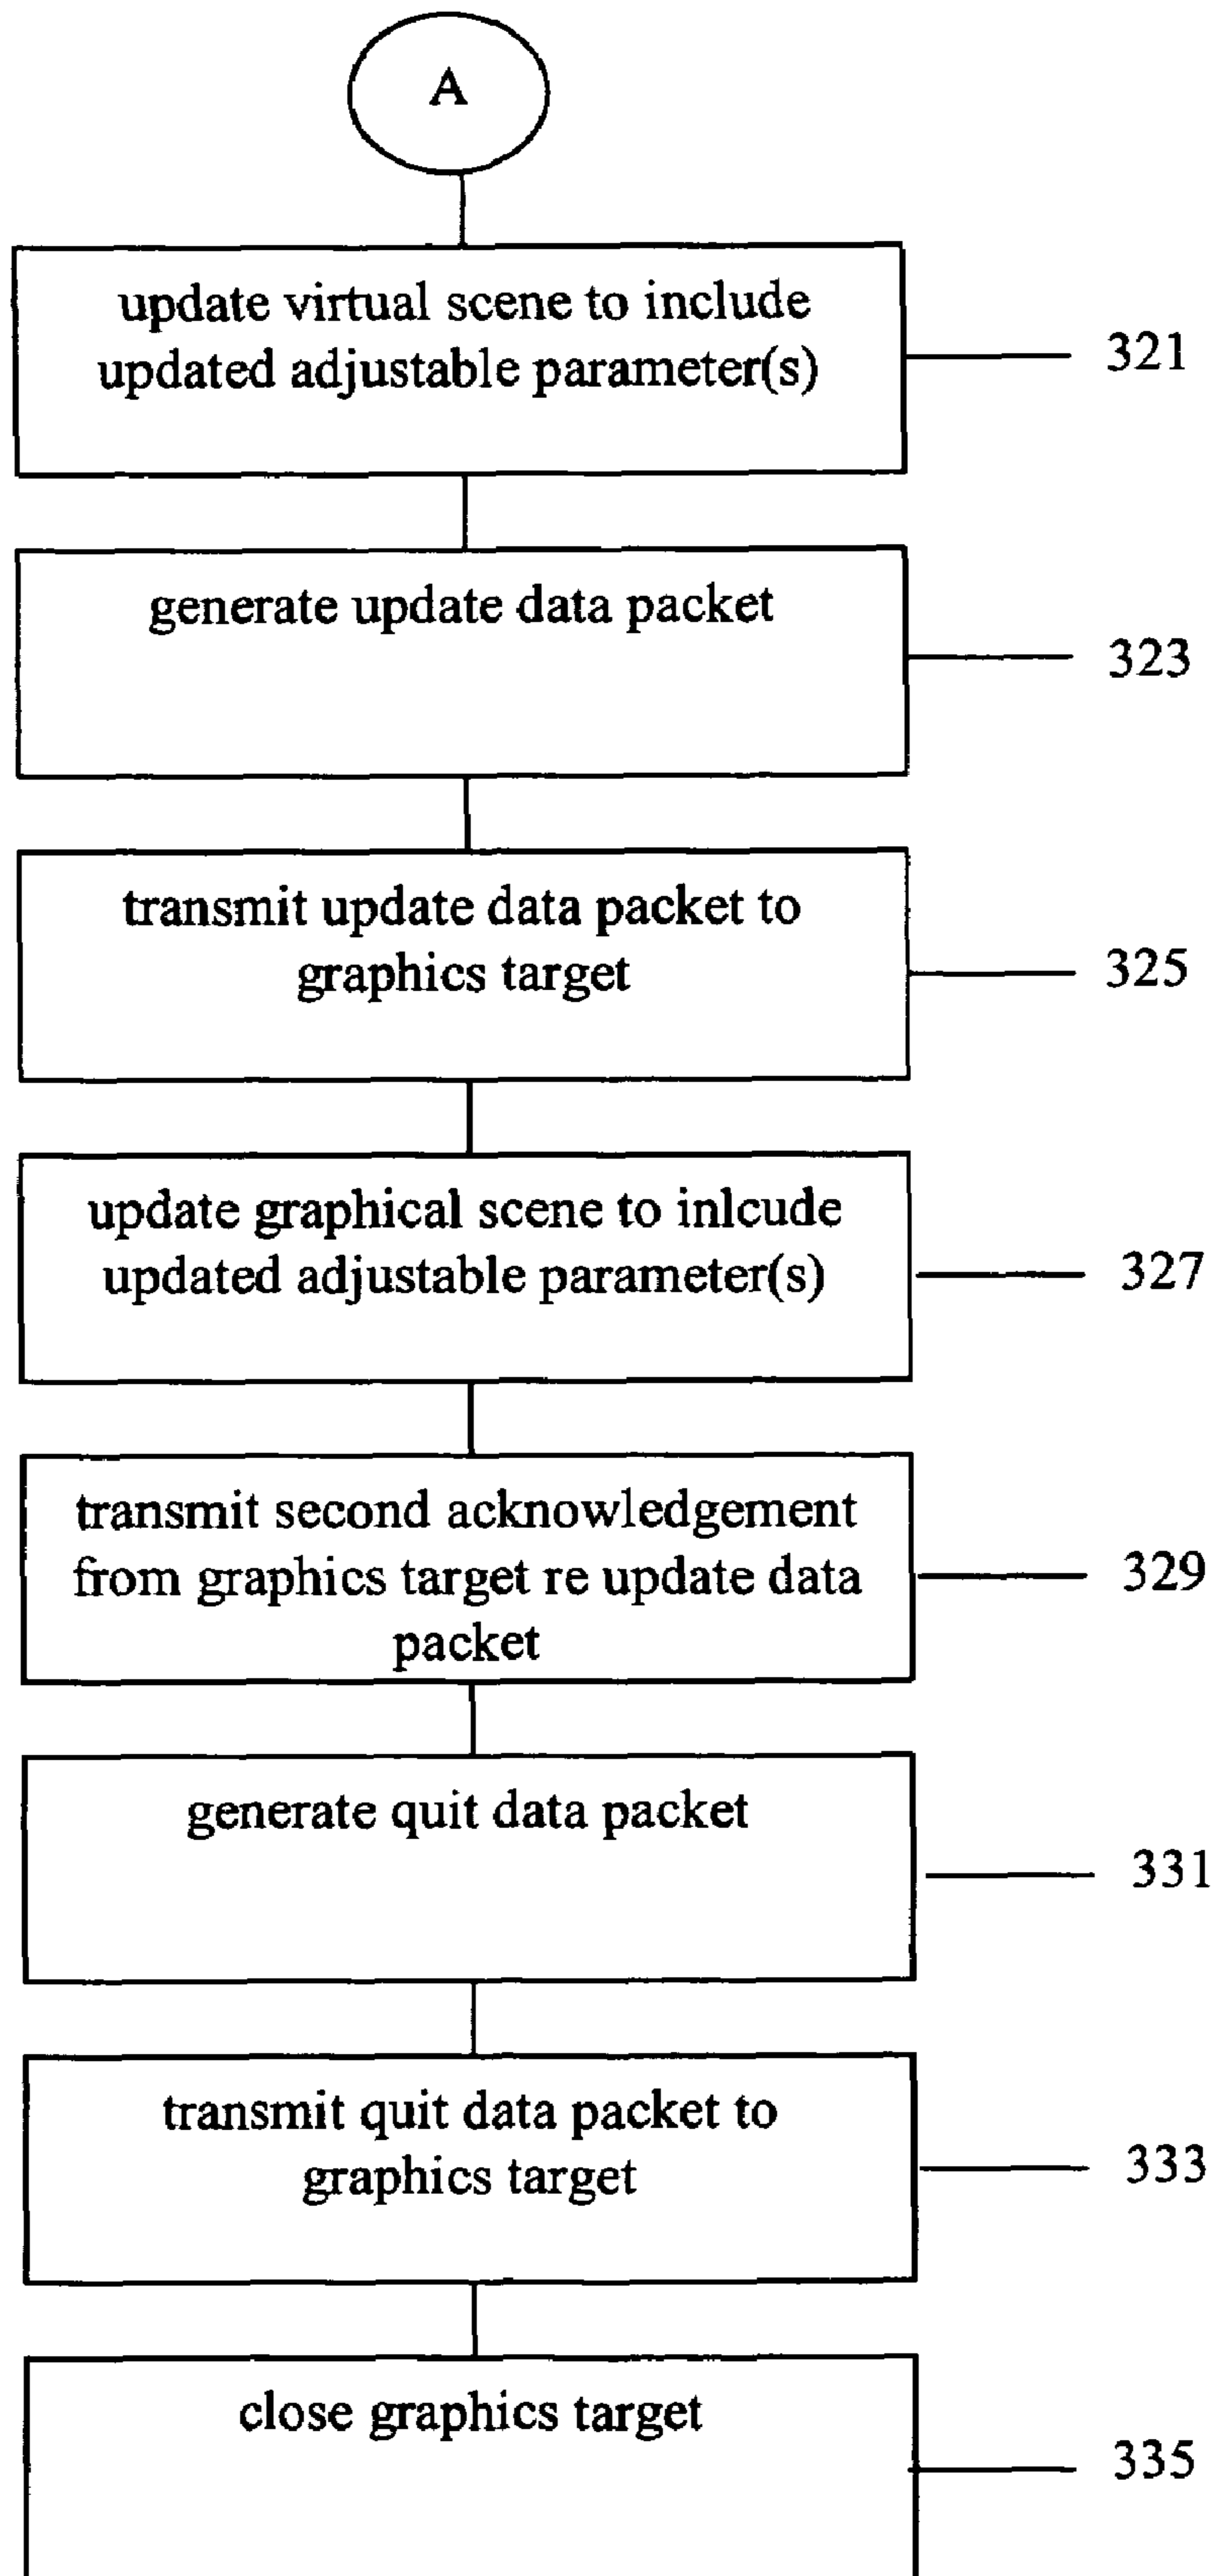 A
update virtual scene to include
updated adjustable parameter(s)
321
generate update data packet
323
transmit update data packet to
graphics target
325
update graphical scene to inlcude
updated adjustable parameter(s)
327
transmit second acknowledgement
from graphics target re update data
packet
329
generate quit data packet
331
transmit quit data packet to
graphics target
333
close graphics target
335